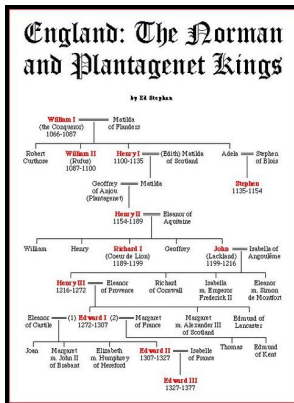 England: The Norman
and Plantagenet Kings
by Ed Stephan
William I
(the Conqueror)
1066-1087
Matilda
of Flanders
Robert
Curthose
William II
(Rufus)
1087-1100
Henry I
1100-1135
(Edith) Matilda
of Scotland
Adela
Stephen
of Blois
Geoffrey
of Anjou
(Plantagenet)
Matilda
Stephen
1135-1154
Henry II
1154-1189
Eleanor of
Aquitaine
William
Henry
Richard I
(Coeur de Lion)
1189-1199
Geoffrey
John
(Lackland)
1199-1216
Isabella of
Angoulême
Henry III
1216-1272
Eleanor
of Provence
Richard
of Cornwall
Isabella
m. Emperor
Frederick II
Eleanor
m. Simon
de Montfort
Eleanor
of Castile
(1)
Edward I
1272-1307
(2)
Margaret
of France
Margaret
m. Alexander III
of Scotland
Edmund of
Lancaster
Joan
Margaret
m. John II
of Brabant
Elizabeth
m. Humphrey
of Hereford
Edward II
1307-1327
Isabelle
of France
Thomas
Edmund
of Kent
Edward III
1327-1377